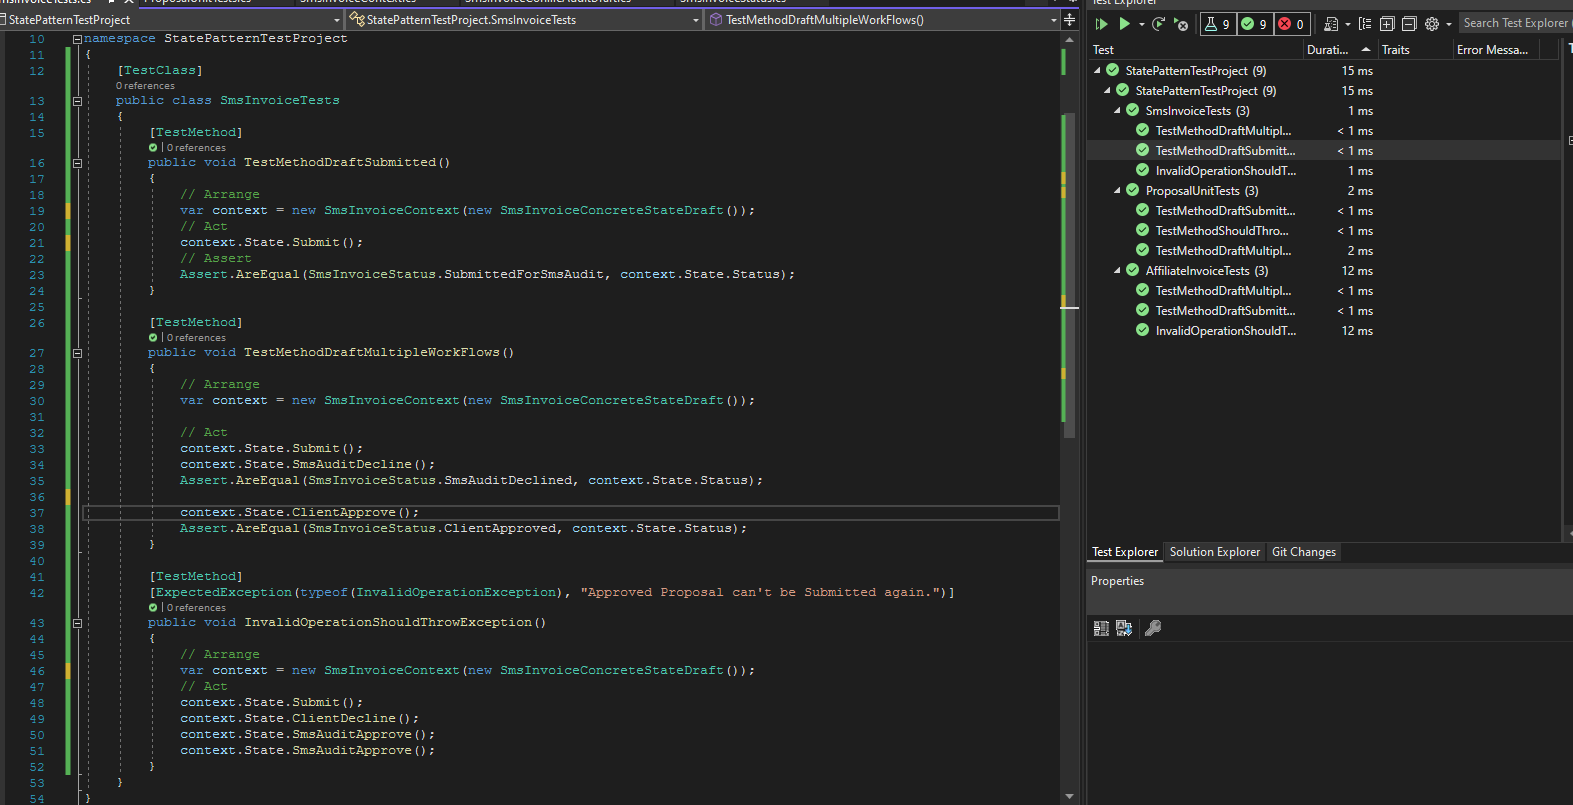 StatePatternTestProject
StatePatternTestProject.SmsInvoiceTests
TestMethodDraftMultipleWorkFlows()
10 namespace StatePatternTestProject
11 {
12 [TestClass]
0 references
13 public class SmsInvoiceTests
14 {
15 [TestMethod]
| 0 references
16 public void TestMethodDraftSubmitted()
17 {
18 // Arrange
19 var context = new SmsInvoiceContext(new SmsInvoiceConcreteStateDraft());
20 // Act
21 context.State.Submit();
22 // Assert
23 Assert.AreEqual(SmsInvoiceStatus.SubmittedForSmsAudit, context.State.Status);
24 }
25
26 [TestMethod]
| 0 references
27 public void TestMethodDraftMultipleWorkFlows()
28 {
29 // Arrange
30 var context = new SmsInvoiceContext(new SmsInvoiceConcreteStateDraft());
31
32 // Act
33 context.State.Submit();
34 context.State.SmsAuditDecline();
35 Assert.AreEqual(SmsInvoiceStatus.SmsAuditDeclined, context.State.Status);
36
37 context.State.ClientApprove();
38 Assert.AreEqual(SmsInvoiceStatus.ClientApproved, context.State.Status);
39 }
40
41 [TestMethod]
42 [ExpectedException(typeof(InvalidOperationException), "Approved Proposal can't be Submitted again.")]
| 0 references
43 public void InvalidOperationShouldThrowException()
44 {
45 // Arrange
46 var context = new SmsInvoiceContext(new SmsInvoiceConcreteStateDraft());
47 // Act
48 context.State.Submit();
49 context.State.ClientDecline();
50 context.State.SmsAuditApprove();
51 context.State.SmsAuditApprove();
52 }
53 }
54 }
Test Explorer
9 9 0
Search Test Explorer
Test Durati... Traits Error Messa...
StatePatternTestProject (9) 15 ms
StatePatternTestProject (9) 15 ms
SmsInvoiceTests (3) 1 ms
TestMethodDraftMultipl... < 1 ms
TestMethodDraftSubmitt... < 1 ms
InvalidOperationShouldT... 1 ms
ProposalUnitTests (3) 2 ms
TestMethodDraftSubmitt... < 1 ms
TestMethodShouldThro... < 1 ms
TestMethodDraftMultipl... 2 ms
AffiliateInvoiceTests (3) 12 ms
TestMethodDraftMultipl... < 1 ms
TestMethodDraftSubmitt... < 1 ms
InvalidOperationShouldT... 12 ms
Test Explorer Solution Explorer Git Changes
Properties